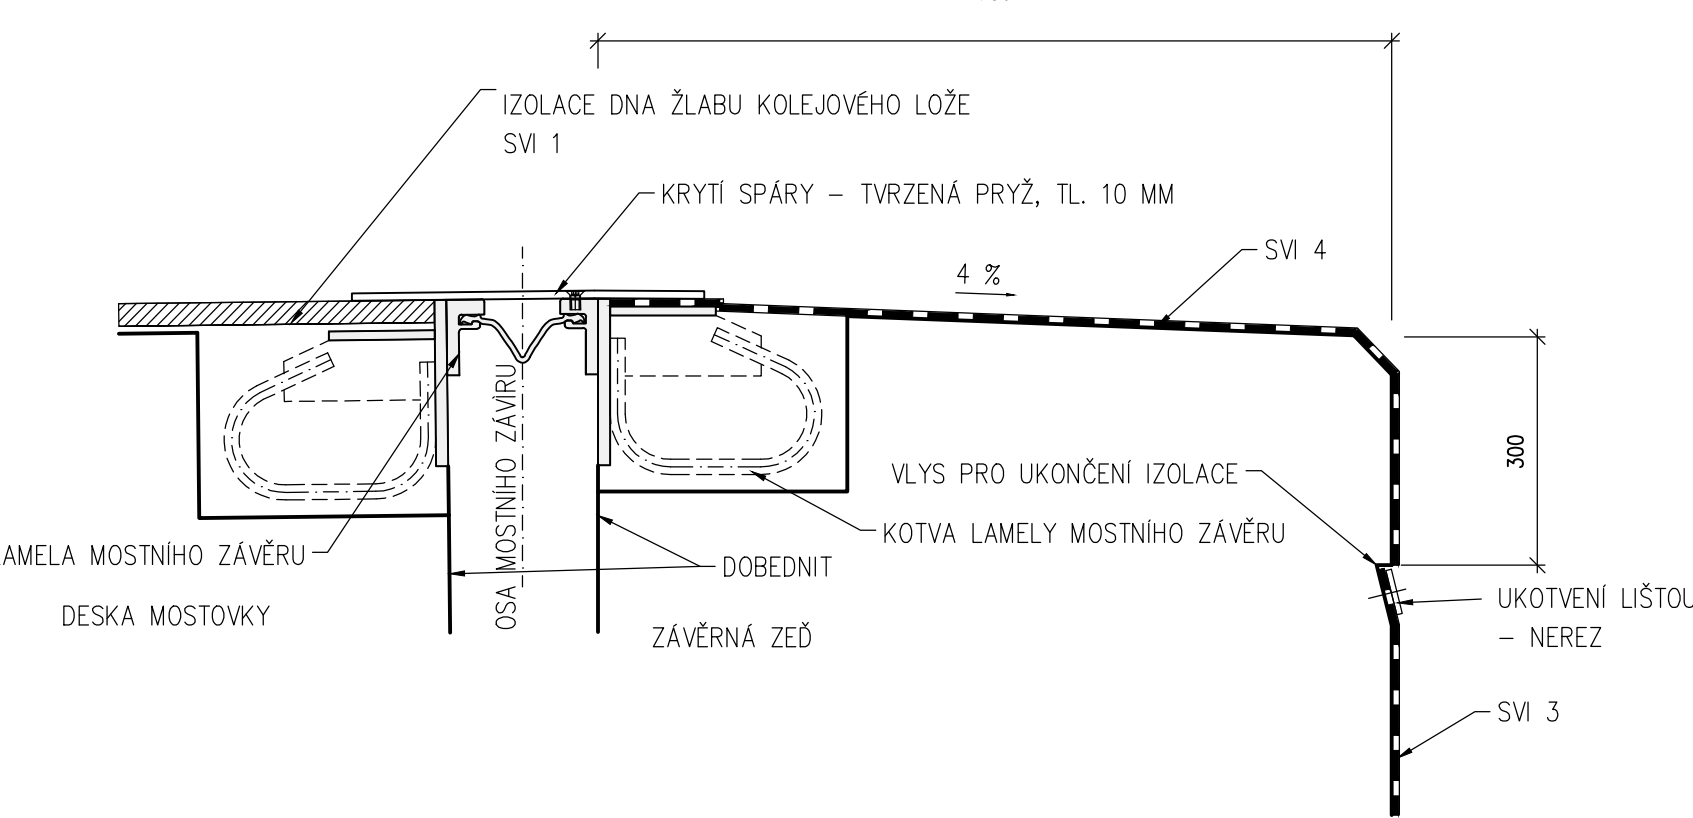 IZOLACE DNA ŽLABU KOLEJOVÉHO LOŽE
SVI 1
KRYTÍ SPÁRY – TVRZENÁ PRYŽ, TL. 10 MM
SVI 4
4 %
OSA MOSTNÍHO ZÁVĚRU
300
VLYS PRO UKONČENÍ IZOLACE
KOTVA LAMELY MOSTNÍHO ZÁVĚRU
AMELA MOSTNÍHO ZÁVĚRU
DOBEDNIT
DESKA MOSTOVKY
ZÁVĚRNÁ ZEĎ
UKOTVENÍ LIŠTOU
– NEREZ
SVI 3